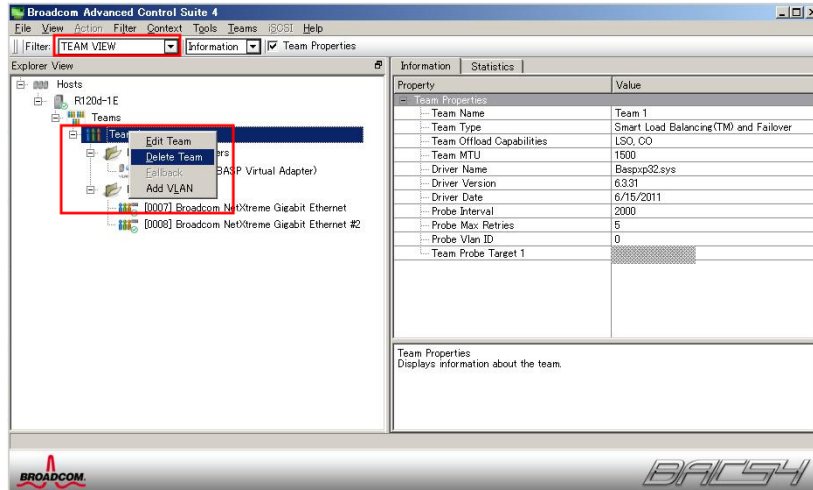 Broadcom Advanced Control Suite 4
File View Action Filter Context Tools Teams iSCSI Help
Filter: TEAM VIEW Information Team Properties
Explorer View
Hosts
R120d-1E
Teams
Edit Team
Delete Team
Fallback
Add VLAN
BASP Virtual Adapter)
[0007] Broadcom NetXtreme Gigabit Ethernet
[0008] Broadcom NetXtreme Gigabit Ethernet #2
Information Statistics
Property Value
Team Properties
Team Name Team 1
Team Type Smart Load Balancing(TM) and Failover
Team Offload Capabilities LSO, CO
Team MTU 1500
Driver Name Baspxp32.sys
Driver Version 6.3.31
Driver Date 6/15/2011
Probe Interval 2000
Probe Max Retries 5
Probe Vlan ID 0
Team Probe Target 1
Team Properties
Displays information about the team.
BROADCOM.
BACS4